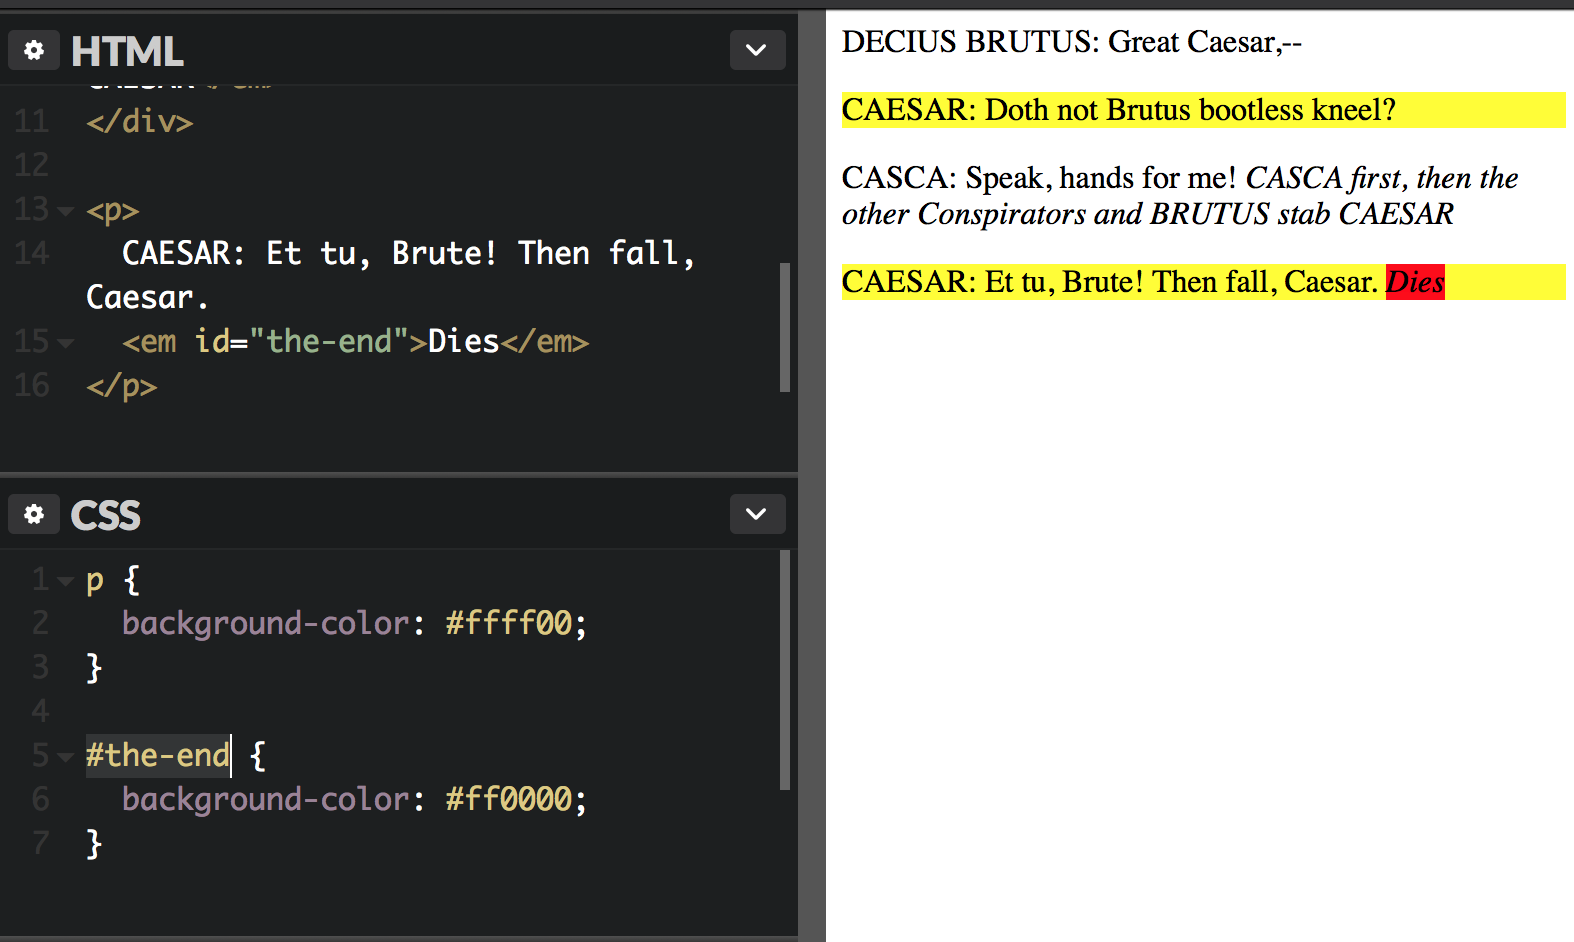 HTML
11 </div>
12
13 <p>
14 CAESAR: Et tu, Brute! Then fall,
Caesar.
15 <em id="the-end">Dies</em>
16 </p>
CSS
1 p {
2 background-color: #ffff00;
3 }
4
5 #the-end {
6 background-color: #ff0000;
7 }
DECIUS BRUTUS: Great Caesar,--
CAESAR: Doth not Brutus bootless kneel?
CASCA: Speak, hands for me! CASCA first, then the
other Conspirators and BRUTUS stab CAESAR
CAESAR: Et tu, Brute! Then fall, Caesar. Dies